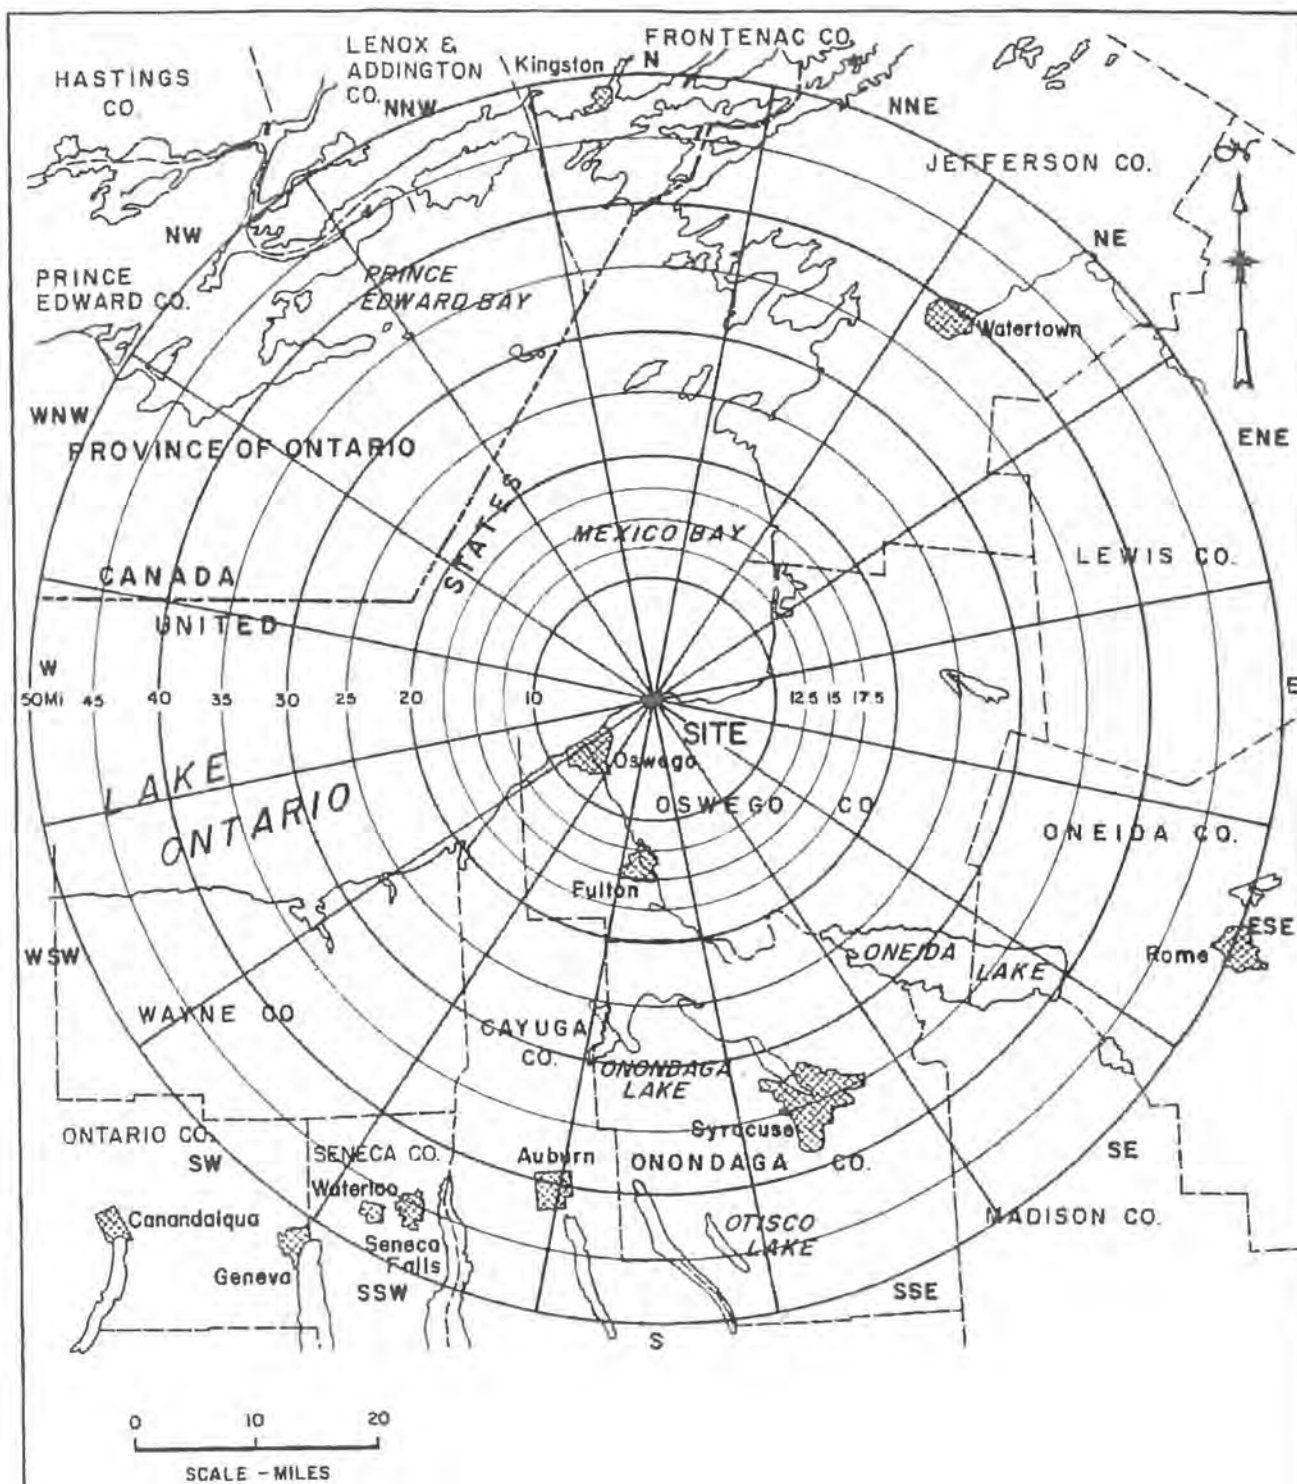 LENOX &
ADDINGTON
CO.
FRONTENAC CO.
HASTINGS
CO.
Kingston
N
NNW
NNE
JEFFERSON CO.
NW
NE
PRINCE
EDWARD CO.
PRINCE
EDWARD BAY
Watertown
WNW
ENE
PROVINCE OF ONTARIO
STATES
MEXICO BAY
LEWIS CO.
CANADA
UNITED
W
E
50Mi 45 40 35 30 25 20 10 12.5 15 17.5
SITE
LAKE
ONTARIO
Oswego
OSWEGO CO
ONEIDA CO.
Fulton
ESE
WSW
ONEIDA
LAKE
Rome
WAYNE CO
CAYUGA
CO.
ONONDAGA
LAKE
ONTARIO CO.
SW
SENECA CO.
Auburn
Syracuse
ONONDAGA CO.
SE
Waterloo
Canandaiqua
Seneca
Falls
OTISCO
LAKE
MADISON CO.
Geneva
SSW
SSE
S
0 10 20
SCALE - MILES